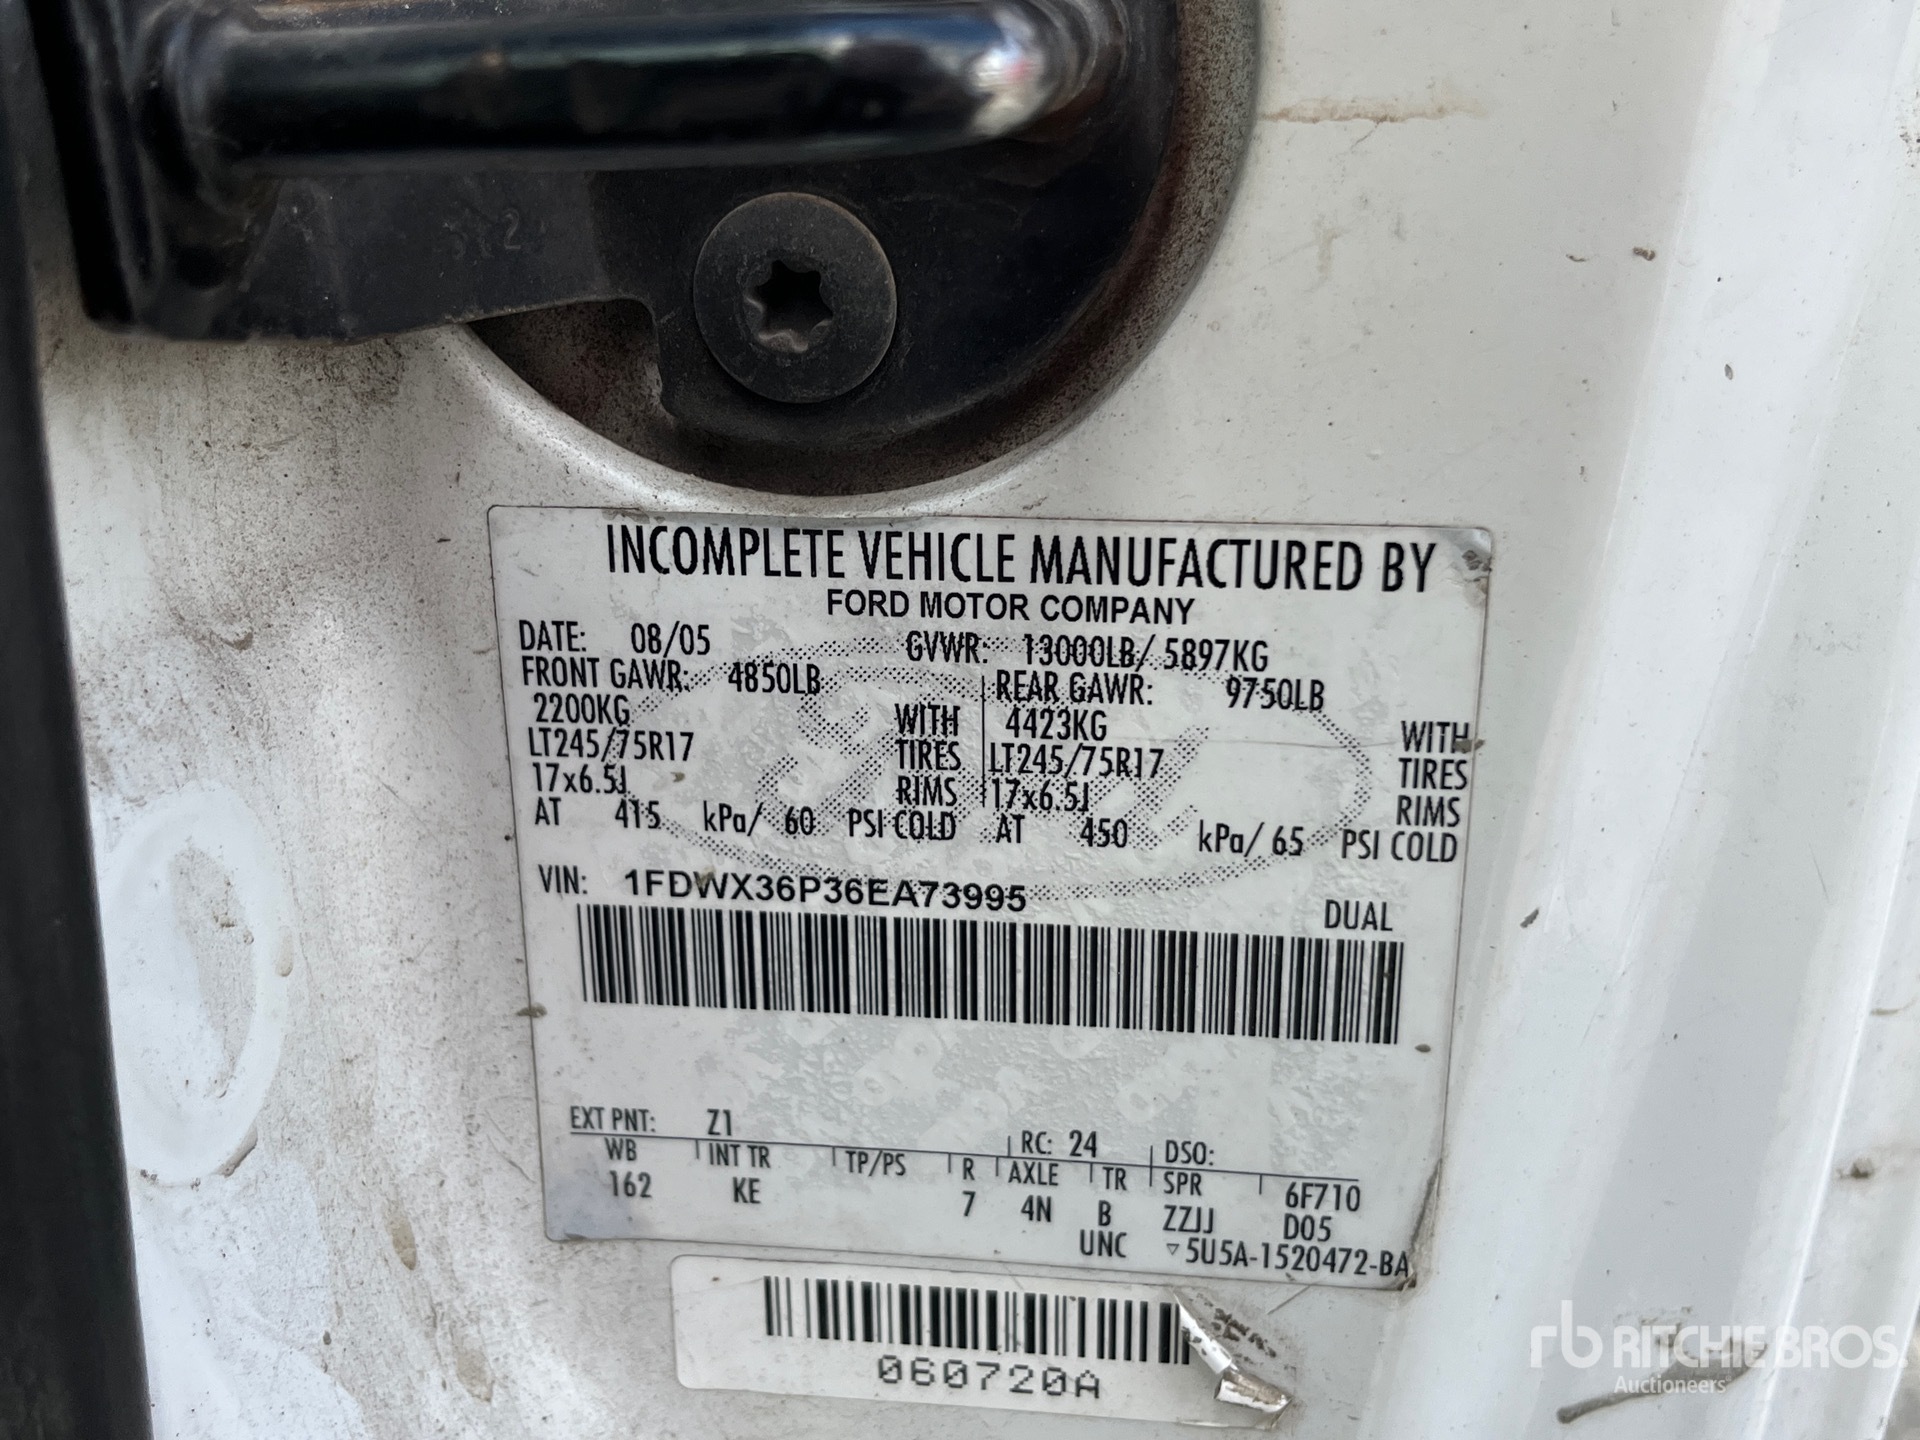 INCOMPLETE VEHICLE MANUFACTURED BY
FORD MOTOR COMPANY
DATE: 08/05 GVWR: 13000LB/ 5897KG
FRONT GAWR: 4850LB REAR GAWR: 9750LB
2200KG WITH 4423KG WITH
LT245/75R17 TIRES LT245/75R17 TIRES
17x6.5J RIMS 17x6.5J RIMS
AT 415 kPa/ 60 PSI COLD AT 450 kPa/ 65 PSI COLD
VIN: 1FDWX36P36EA73995
DUAL
EXT PNT: Z1 RC: 24 DSO:
WB INT TR TP/PS R AXLE TR SPR 6F710
162 KE 7 4N B ZZJJ D05
UNC ▿5U5A-1520472-BA
060720A
rb RITCHIE BROS.
Auctioneers